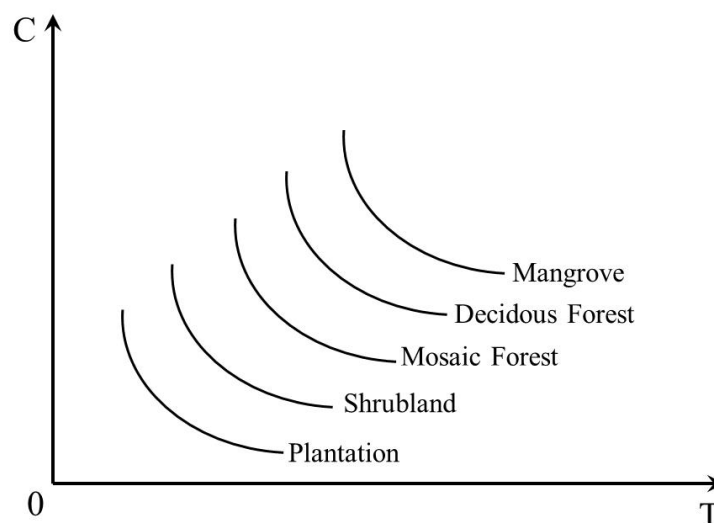 C
Mangrove
Decidous Forest
Mosaic Forest
Shrubland
Plantation
0
T